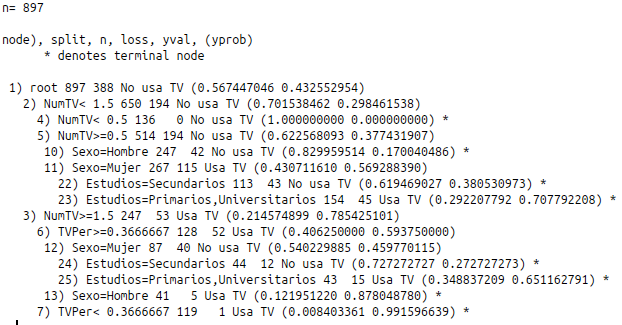 n= 897
node), split, n, loss, yval, (yprob)
* denotes terminal node
1) root 897 388 No usa TV (0.567447046 0.432552954)
2) NumTV< 1.5 650 194 No usa TV (0.701538462 0.298461538)
4) NumTV< 0.5 136 0 No usa TV (1.000000000 0.000000000) *
5) NumTV>=0.5 514 194 No usa TV (0.622568093 0.377431907)
10) Sexo=Hombre 247 42 No usa TV (0.829959514 0.170040486) *
11) Sexo=Mujer 267 115 Usa TV (0.430711610 0.569288390)
22) Estudios=Secundarios 113 43 No usa TV (0.619469027 0.380530973) *
23) Estudios=Primarios,Universitarios 154 45 Usa TV (0.292207792 0.707792208) *
3) NumTV>=1.5 247 53 Usa TV (0.214574899 0.785425101)
6) TVPer>=0.3666667 128 52 Usa TV (0.406250000 0.593750000)
12) Sexo=Mujer 87 40 No usa TV (0.540229885 0.459770115)
24) Estudios=Secundarios 44 12 No usa TV (0.727272727 0.272727273) *
25) Estudios=Primarios,Universitarios 43 15 Usa TV (0.348837209 0.651162791) *
13) Sexo=Hombre 41 5 Usa TV (0.121951220 0.878048780) *
7) TVPer< 0.3666667 119 1 Usa TV (0.008403361 0.991596639) *